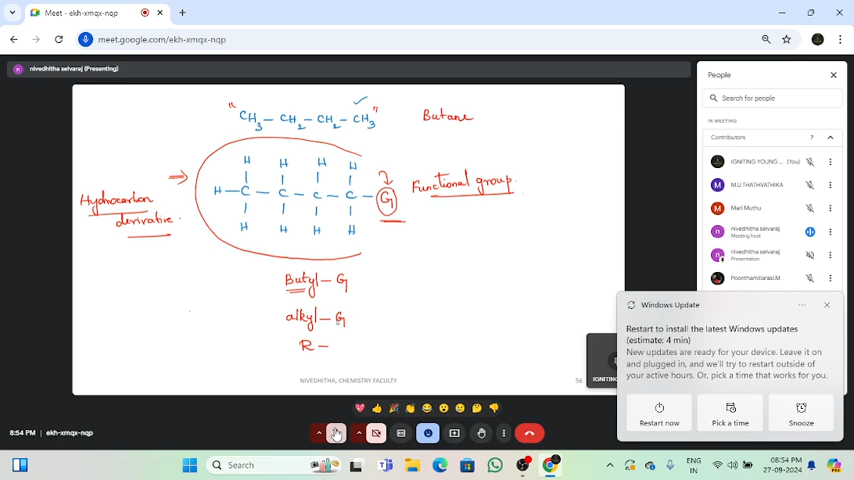 Meet - ekh-xmqx-nqp
meet.google.com/ekh-xmqx-nqp
nivedhitha selvaraj (Presenting)
"CH3 - CH2 - CH2 - CH3" Butane
H H H H
H - C - C - C - C - G Functional group.
H H H H
Hydrocarbon
derivative.
Butyl - G
alkyl - G
R -
NIVEDHITHA, CHEMISTRY FACULTY
56
IGNITING
People
Search for people
IN MEETING
Contributors 7
IGNITING YOUNG ... (You)
M.U THATHVATHIKA
Mari Muthu
nivedhitha selvaraj
Meeting host
nivedhitha selvaraj
Presentation
Poonthamilarasi.M
Windows Update
Restart to install the latest Windows updates
(estimate: 4 min)
New updates are ready for your device. Leave it on
and plugged in, and we'll try to restart outside of
your active hours. Or, pick a time that works for you.
Restart now
Pick a time
Snooze
8:54 PM | ekh-xmqx-nqp
Search
ENG
IN
08:54 PM
27-09-2024